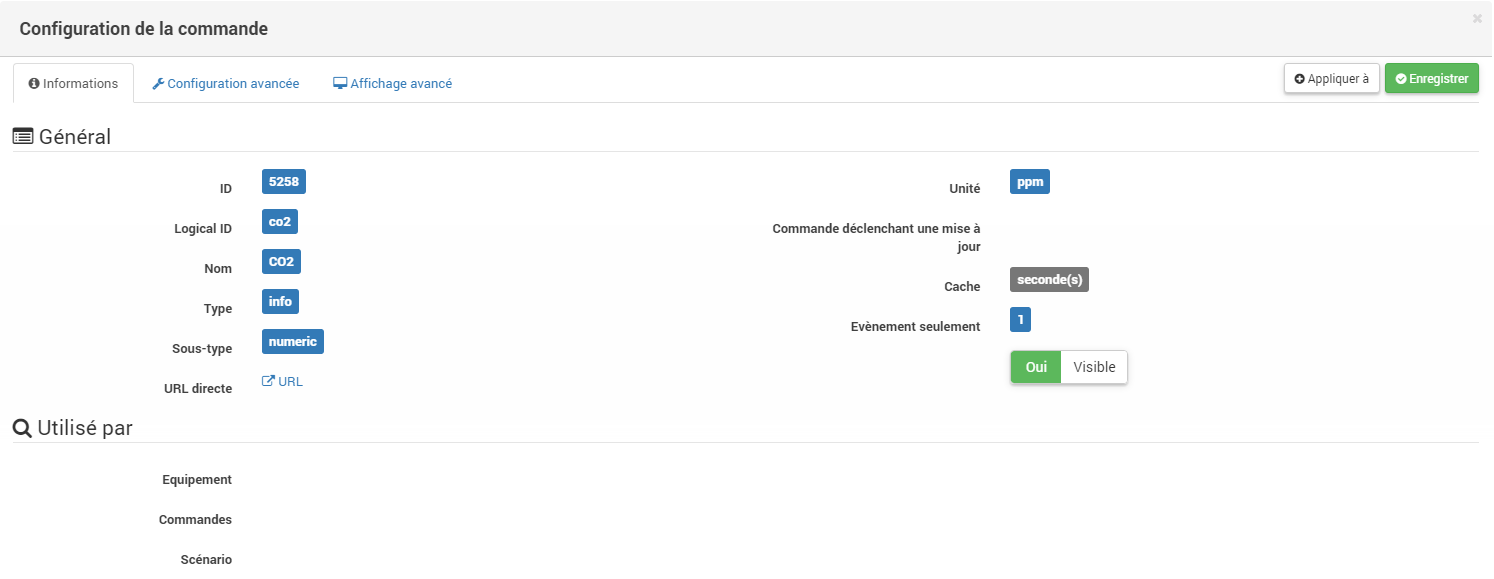 Configuration de la commande
×
Informations
Configuration avancée
Affichage avancé
Appliquer à
Enregistrer
Général
ID
5258
Logical ID
co2
Nom
CO2
Type
info
Sous-type
numeric
URL directe
URL
Unité
ppm
Commande déclenchant une mise à
jour
Cache
seconde(s)
Evènement seulement
1
Oui
Visible
Utilisé par
Equipement
Commandes
Scénario